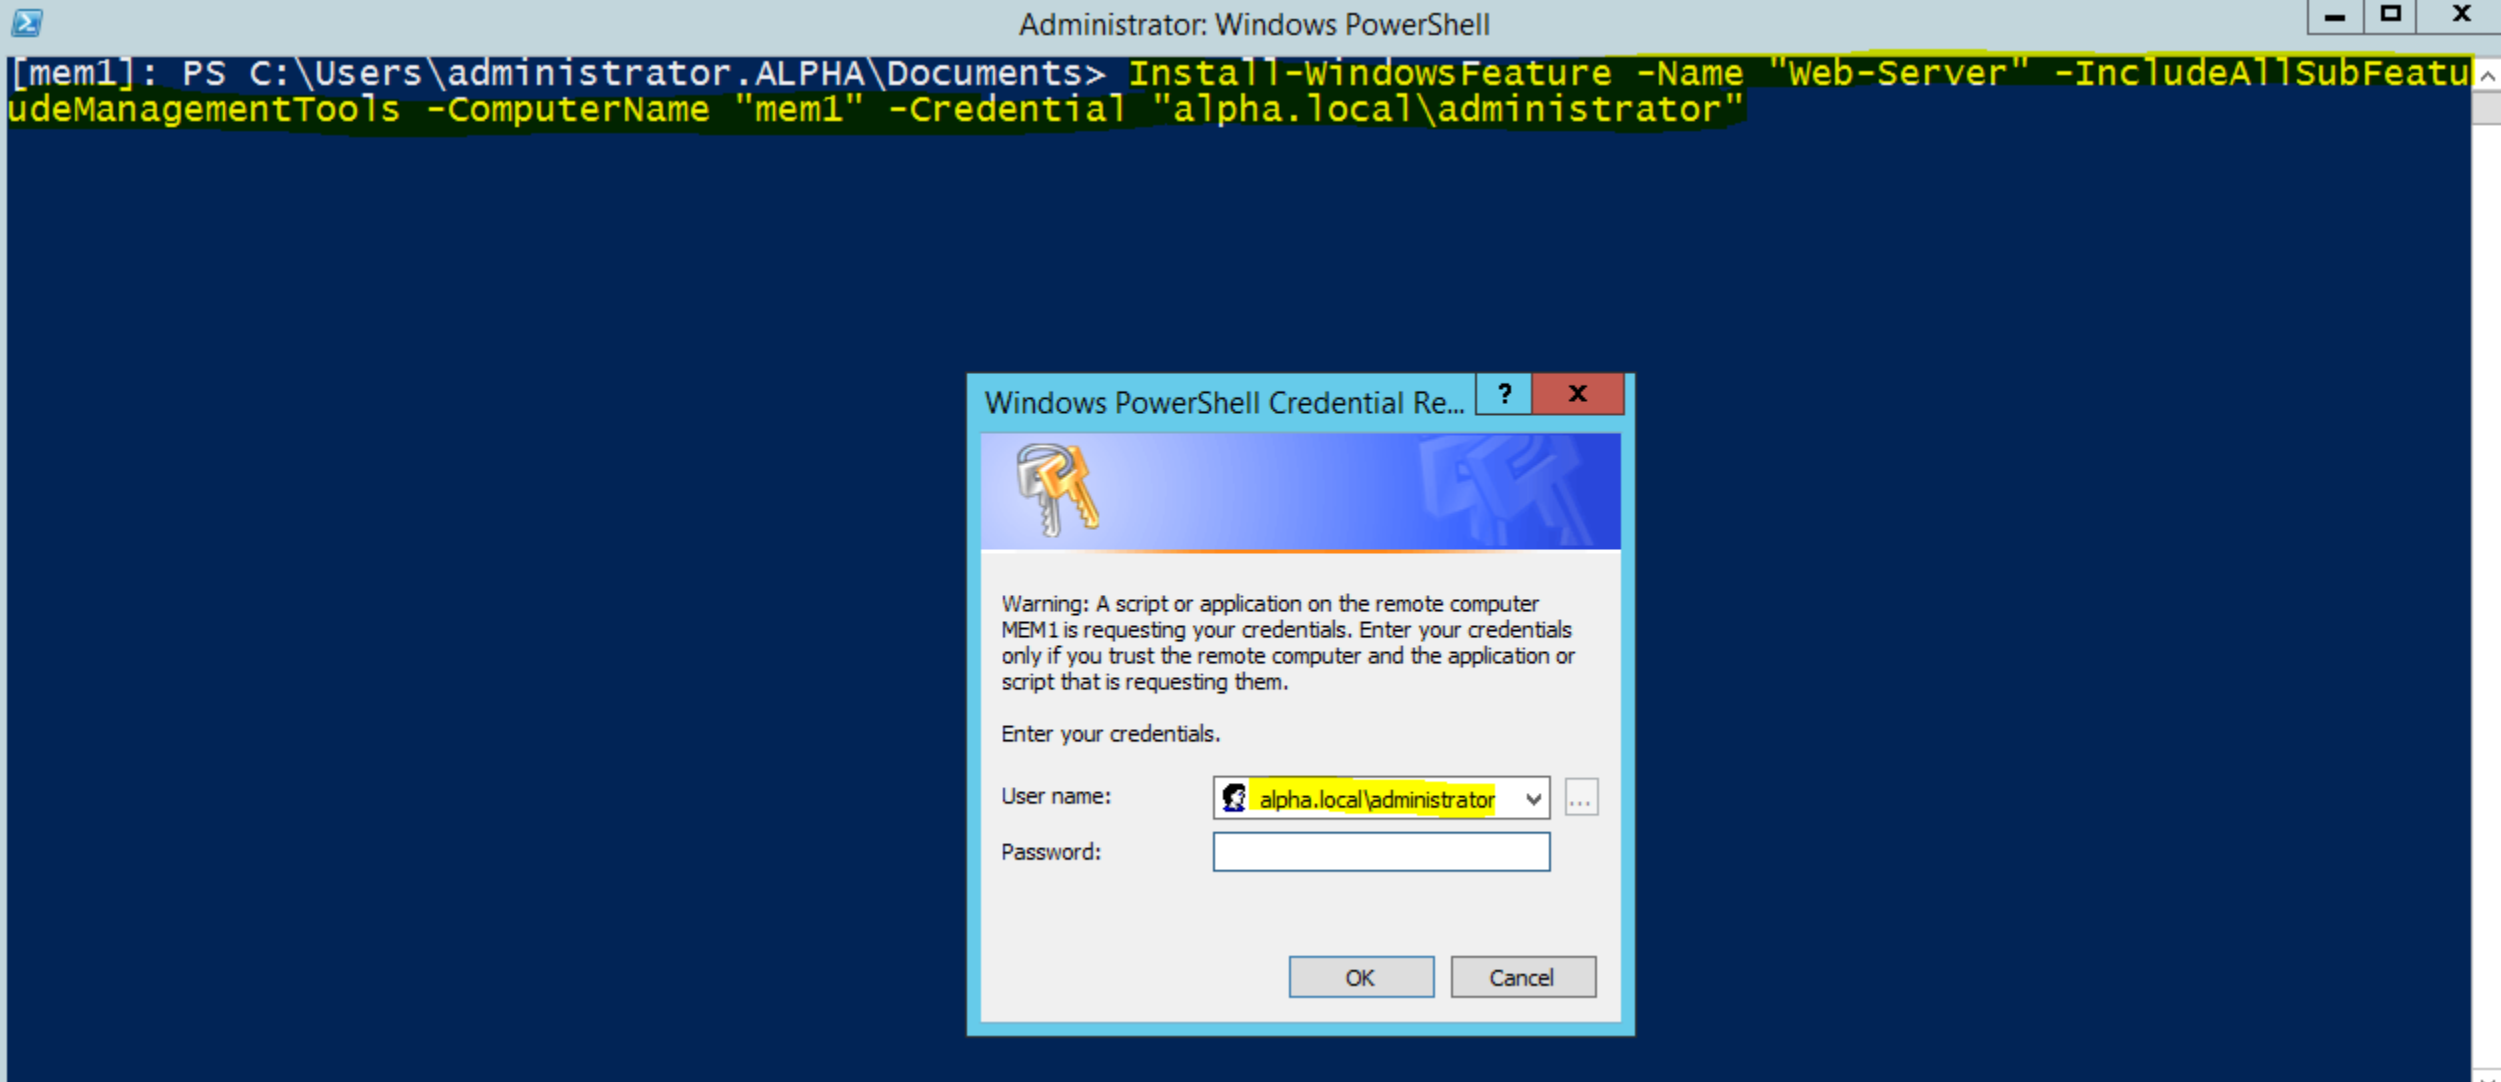 Administrator: Windows PowerShell
[mem1]: PS C:\Users\administrator.ALPHA\Documents> Install-WindowsFeature -Name "Web-Server" -IncludeAllSubFeatu
udeManagementTools -ComputerName "mem1" -Credential "alpha.local\administrator"
Windows PowerShell Credential Re...
Warning: A script or application on the remote computer
MEM1 is requesting your credentials. Enter your credentials
only if you trust the remote computer and the application or
script that is requesting them.
Enter your credentials.
User name:
alpha.local\administrator
...
Password:
OK
Cancel